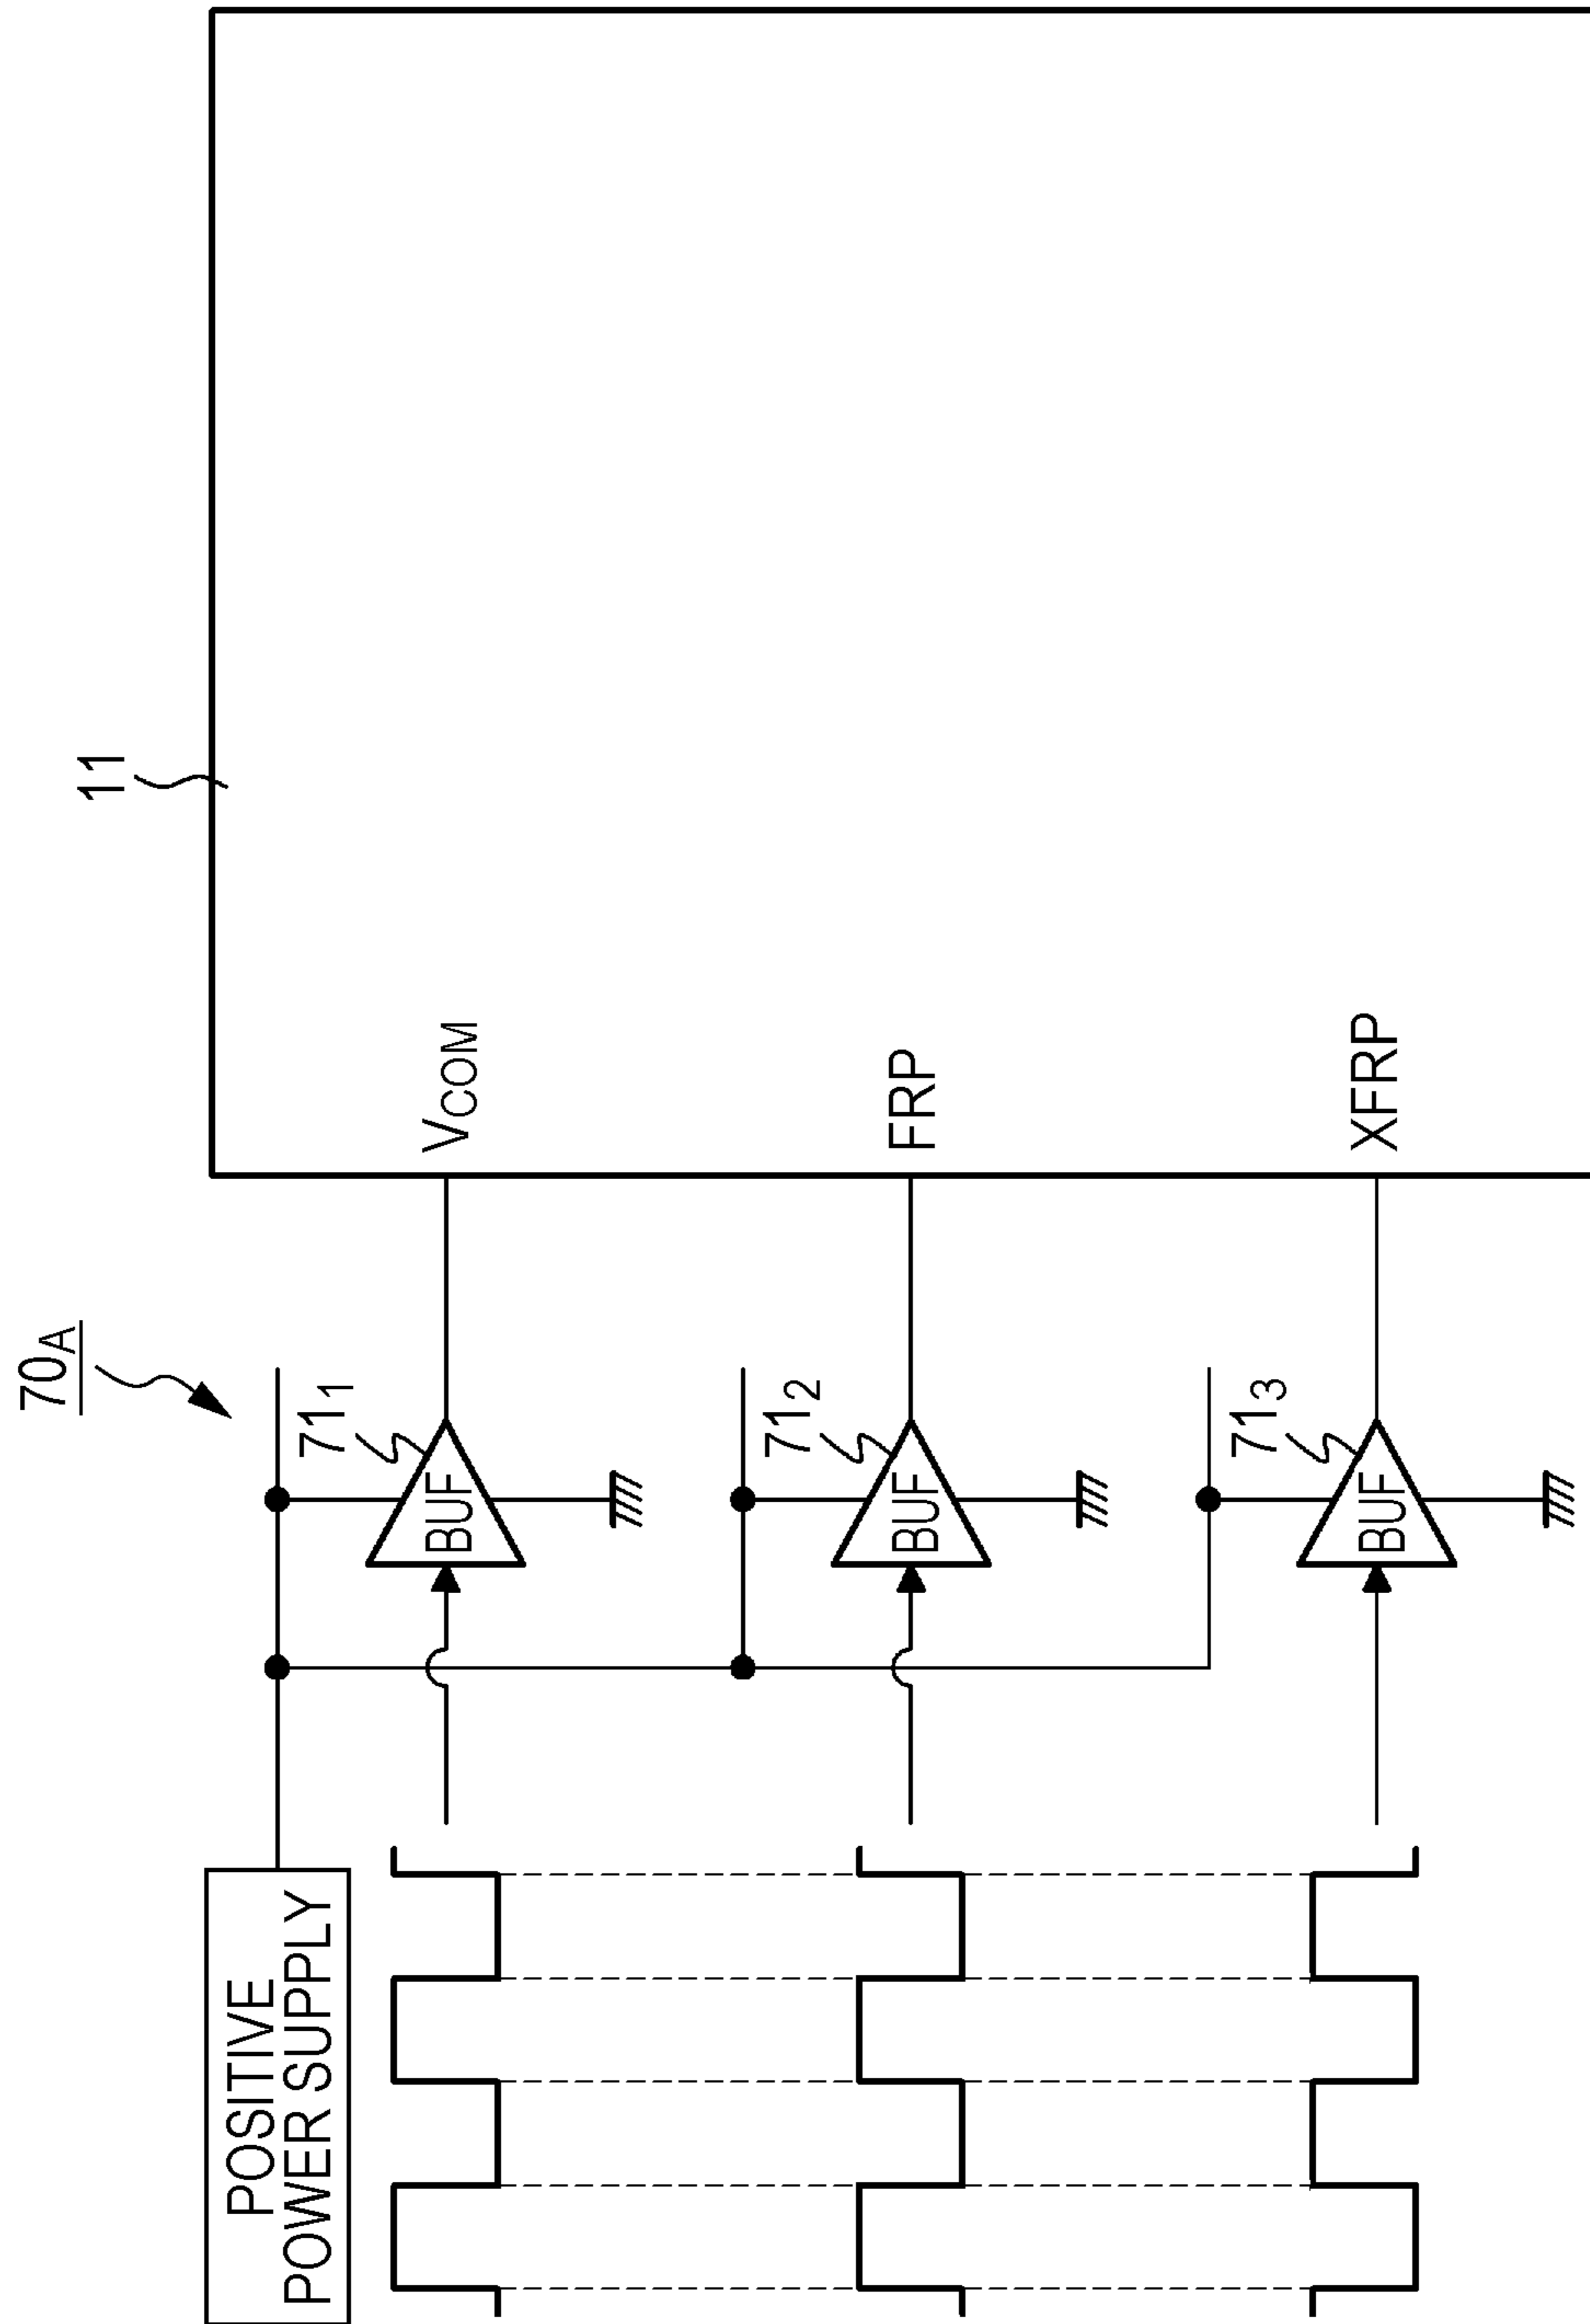 70A
11
POSITIVE
POWER SUPPLY
711
BUF
VCOM
712
BUF
FRP
713
BUF
XFRP